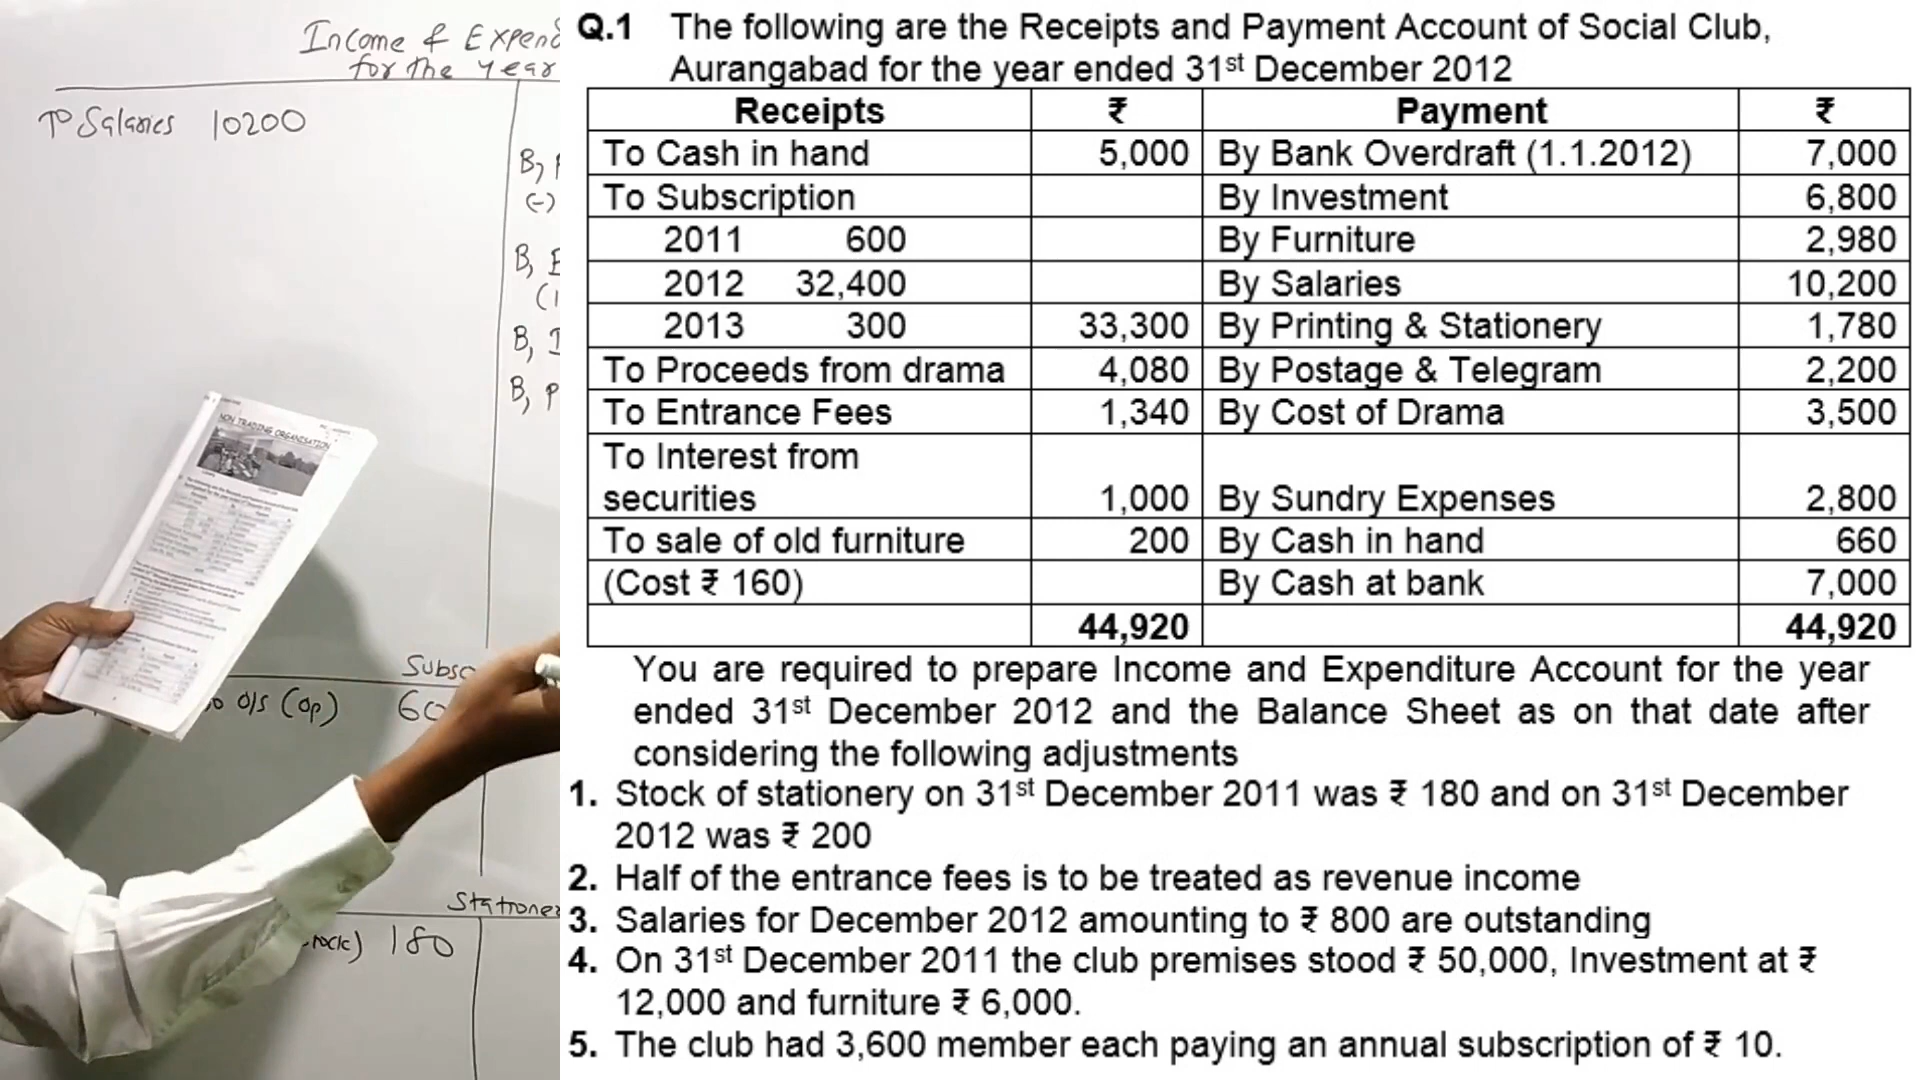 Income & Expend
for the year
To Salaries 10200
B,
(-)
B, E
B, I
B, P
NON TRADING ORGANISATION
Subsc
o/s (op) 60
Statione
180
Q.1 The following are the Receipts and Payment Account of Social Club,
Aurangabad for the year ended 31st December 2012
Receipts ₹ Payment ₹
To Cash in hand 5,000 By Bank Overdraft (1.1.2012) 7,000
To Subscription By Investment 6,800
2011 600 By Furniture 2,980
2012 32,400 By Salaries 10,200
2013 300 33,300 By Printing & Stationery 1,780
To Proceeds from drama 4,080 By Postage & Telegram 2,200
To Entrance Fees 1,340 By Cost of Drama 3,500
To Interest from
securities 1,000 By Sundry Expenses 2,800
To sale of old furniture 200 By Cash in hand 660
(Cost ₹ 160) By Cash at bank 7,000
44,920 44,920
You are required to prepare Income and Expenditure Account for the year
ended 31st December 2012 and the Balance Sheet as on that date after
considering the following adjustments
1. Stock of stationery on 31st December 2011 was ₹ 180 and on 31st December
2012 was ₹ 200
2. Half of the entrance fees is to be treated as revenue income
3. Salaries for December 2012 amounting to ₹ 800 are outstanding
4. On 31st December 2011 the club premises stood ₹ 50,000, Investment at ₹
12,000 and furniture ₹ 6,000.
5. The club had 3,600 member each paying an annual subscription of ₹ 10.